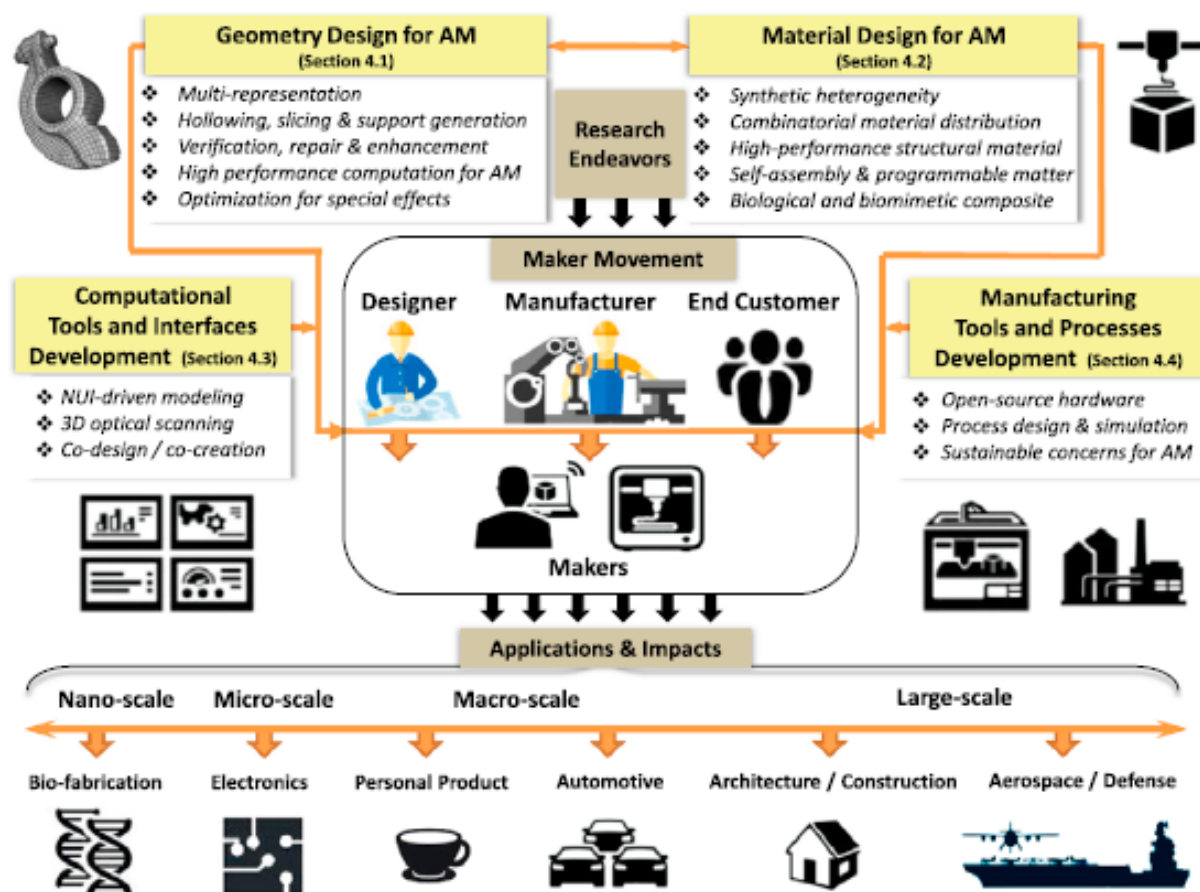 Geometry Design for AM
(Section 4.1)
❖ Multi-representation
❖ Hollowing, slicing & support generation
❖ Verification, repair & enhancement
❖ High performance computation for AM
❖ Optimization for special effects
Material Design for AM
(Section 4.2)
❖ Synthetic heterogeneity
❖ Combinatorial material distribution
❖ High-performance structural material
❖ Self-assembly & programmable matter
❖ Biological and biomimetic composite
Research
Endeavors
Maker Movement
Designer
Manufacturer
End Customer
Computational
Tools and Interfaces
Development (Section 4.3)
❖ NUI-driven modeling
❖ 3D optical scanning
❖ Co-design / co-creation
Manufacturing
Tools and Processes
Development (Section 4.4)
❖ Open-source hardware
❖ Process design & simulation
❖ Sustainable concerns for AM
Makers
Applications & Impacts
Nano-scale
Micro-scale
Macro-scale
Large-scale
Bio-fabrication
Electronics
Personal Product
Automotive
Architecture / Construction
Aerospace / Defense